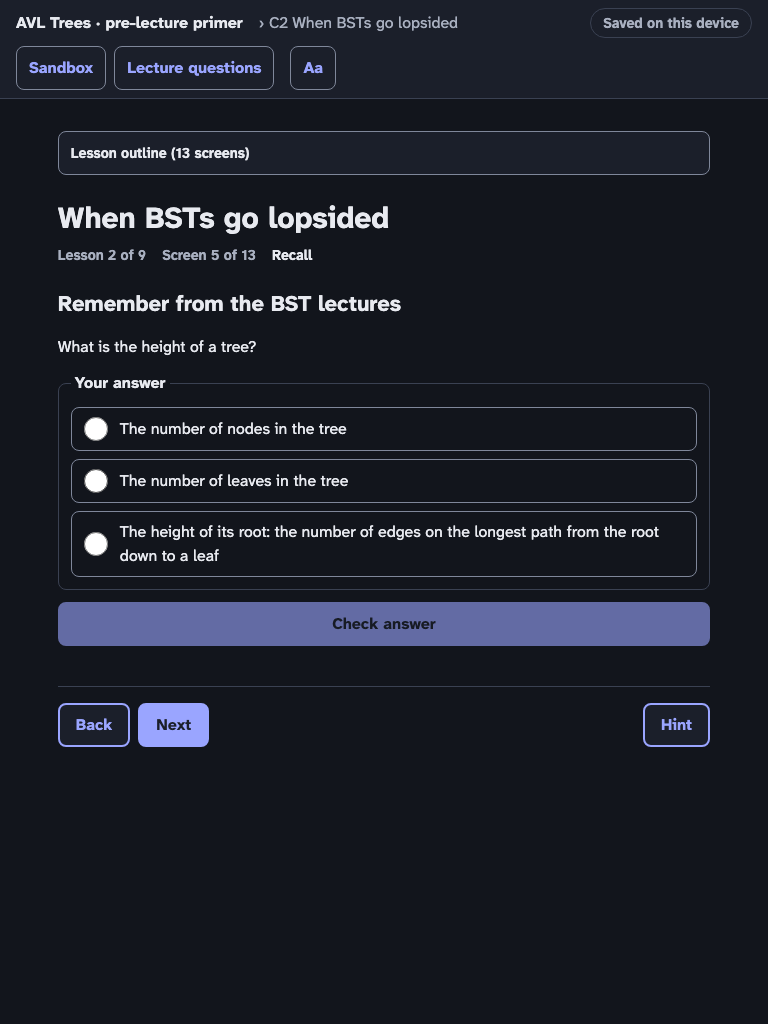 AVL Trees · pre-lecture primer › C2 When BSTs go lopsided
Saved on this device
Sandbox
Lecture questions
Aa
Lesson outline (13 screens)
When BSTs go lopsided
Lesson 2 of 9 Screen 5 of 13 Recall
Remember from the BST lectures
What is the height of a tree?
Your answer
The number of nodes in the tree
The number of leaves in the tree
The height of its root: the number of edges on the longest path from the root
down to a leaf
Check answer
Back
Next
Hint